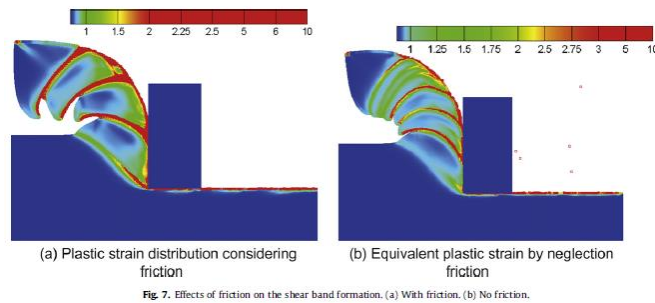 1 1.5 2 2.25 2.5 6 10
1 1.25 1.5 1.75 2 2.5 2.75 3 5 10
(a) Plastic strain distribution considering
friction
(b) Equivalent plastic strain by neglection
friction
Fig. 7. Effects of friction on the shear band formation. (a) With friction. (b) No friction.